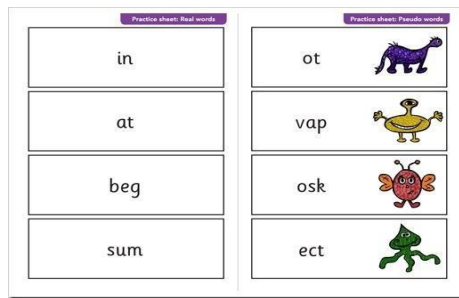 Practice sheet: Real words
in
at
beg
sum
Practice sheet: Pseudo words
ot
vap
osk
ect